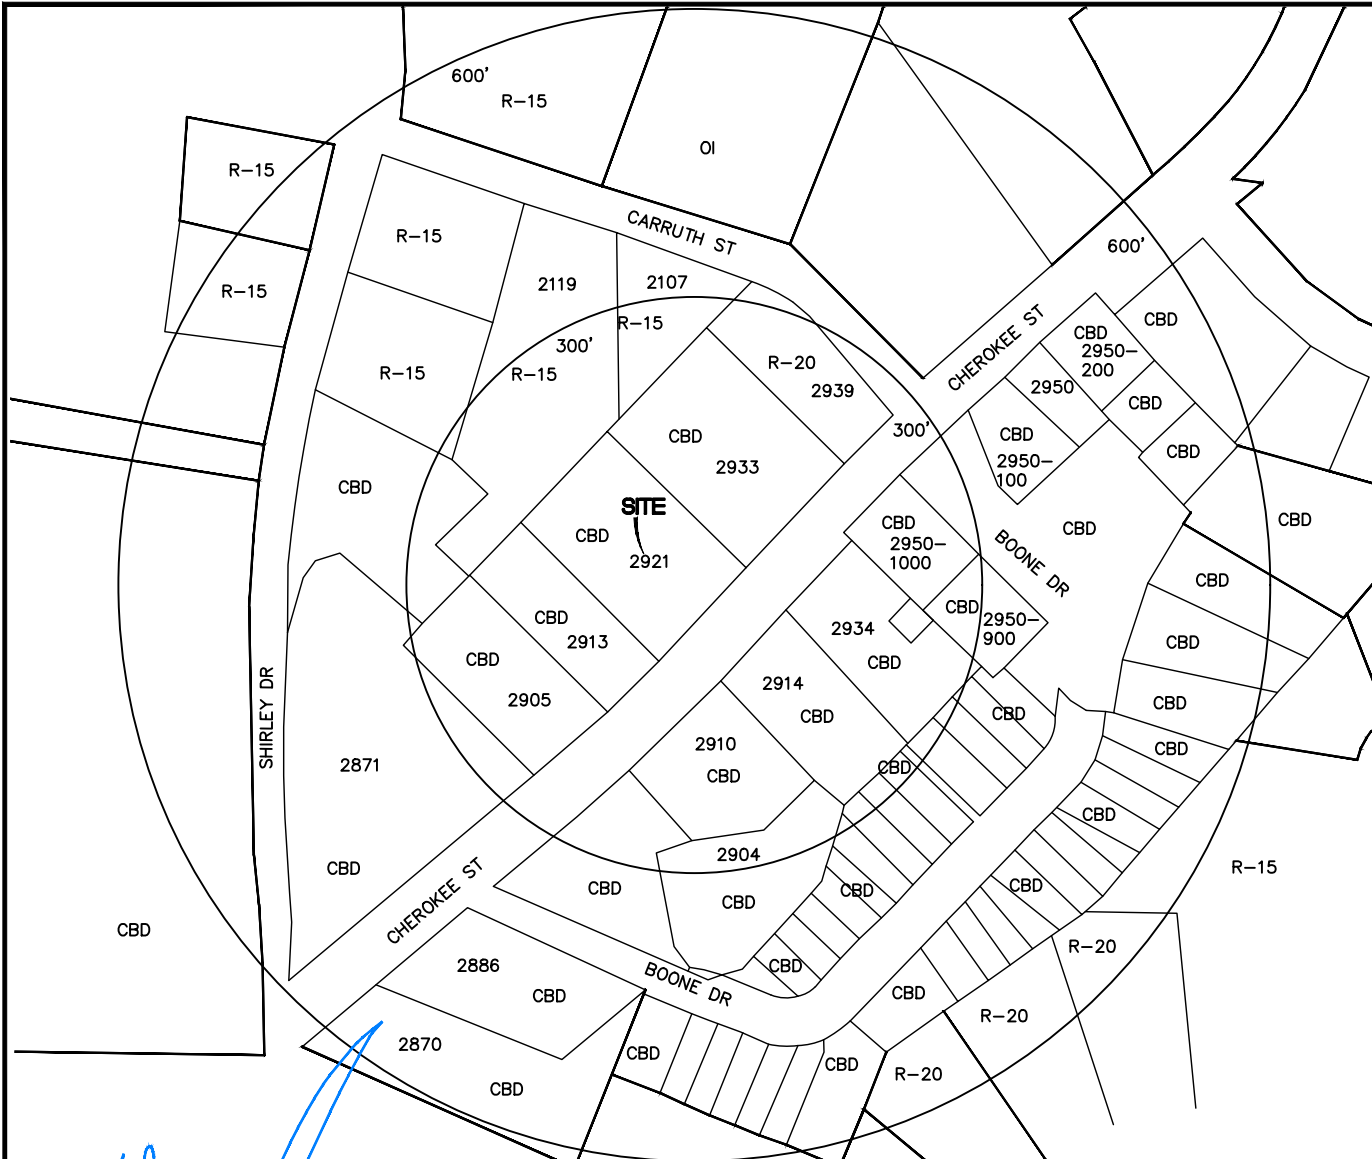 600'
R-15
OI
R-15
CARRUTH ST
R-15
600'
2119
2107
R-15
CHEROKEE ST
CBD
R-15
CBD
2950-
200
300'
R-15
R-15
R-20
2939
2950
CBD
300'
CBD
2933
CBD
2950-
100
CBD
CBD
SITE
CBD
2921
CBD
2950-
1000
CBD
BOONE DR
CBD
CBD
CBD
2913
2934
CBD
CBD
2950-
900
CBD
CBD
2905
2914
CBD
CBD
CBD
SHIRLEY DR
2871
2910
CBD
CBD
CBD
CBD
CBD
2904
CBD
CHEROKEE ST
CBD
CBD
CBD
CBD
R-15
CBD
2886
CBD
BOONE DR
CBD
CBD
R-20
R-20
2870
CBD
CBD
CBD
R-20